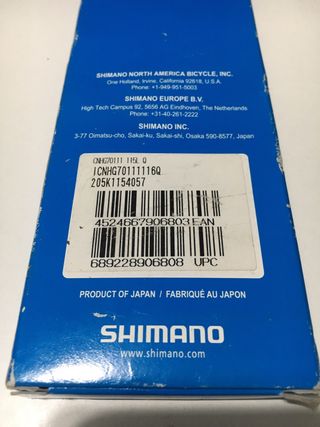 SHIMANO NORTH AMERICA BICYCLE, INC.
One Holland, Irvine, California 92618, U.S.A.
Phone: +1-949-951-5003
SHIMANO EUROPE B.V.
High Tech Campus 92, 5656 AG Eindhoven, The Netherlands
Phone: +31-40-261-2222
SHIMANO INC.
3-77 Oimatsu-cho, Sakai-ku, Sakai-shi, Osaka 590-8577, Japan
CNHG70111 115L Q
ICNHG70111116Q
205K1154057
4524667906803 EAN
689228906808 UPC
PRODUCT OF JAPAN / FABRIQUÉ AU JAPON
SHIMANO
www.shimano.com